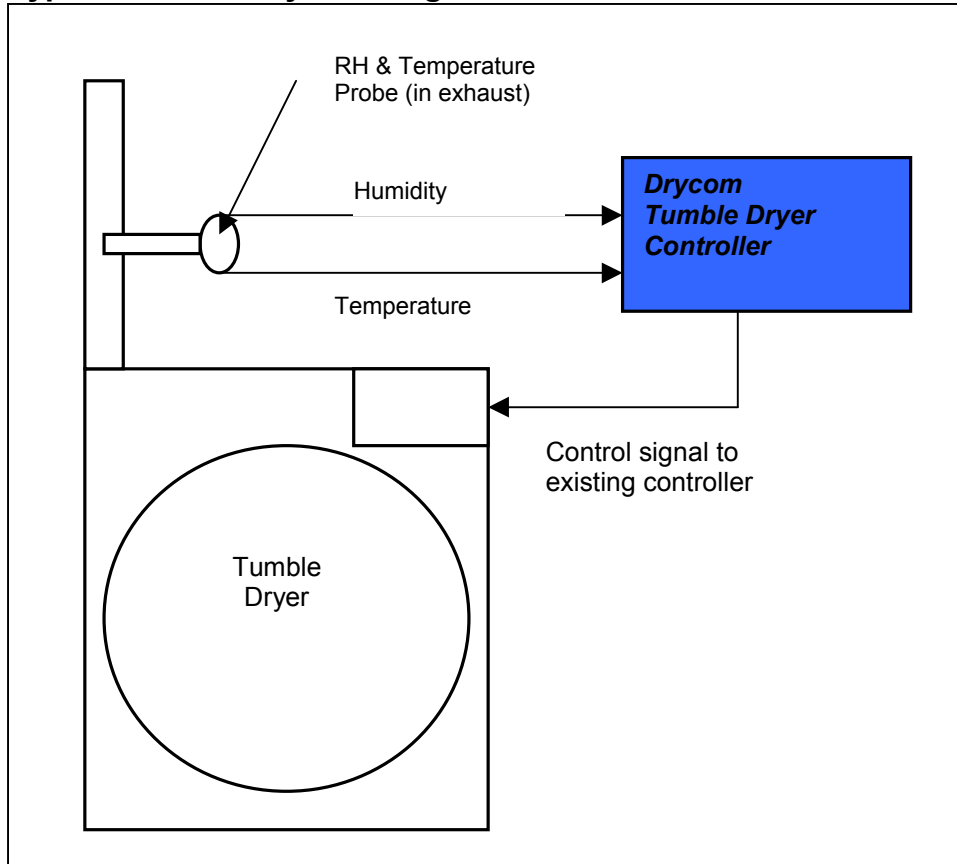 RH & Temperature
Probe (in exhaust)
Humidity
Drycom
Tumble Dryer
Controller
Temperature
Control signal to
existing controller
Tumble
Dryer